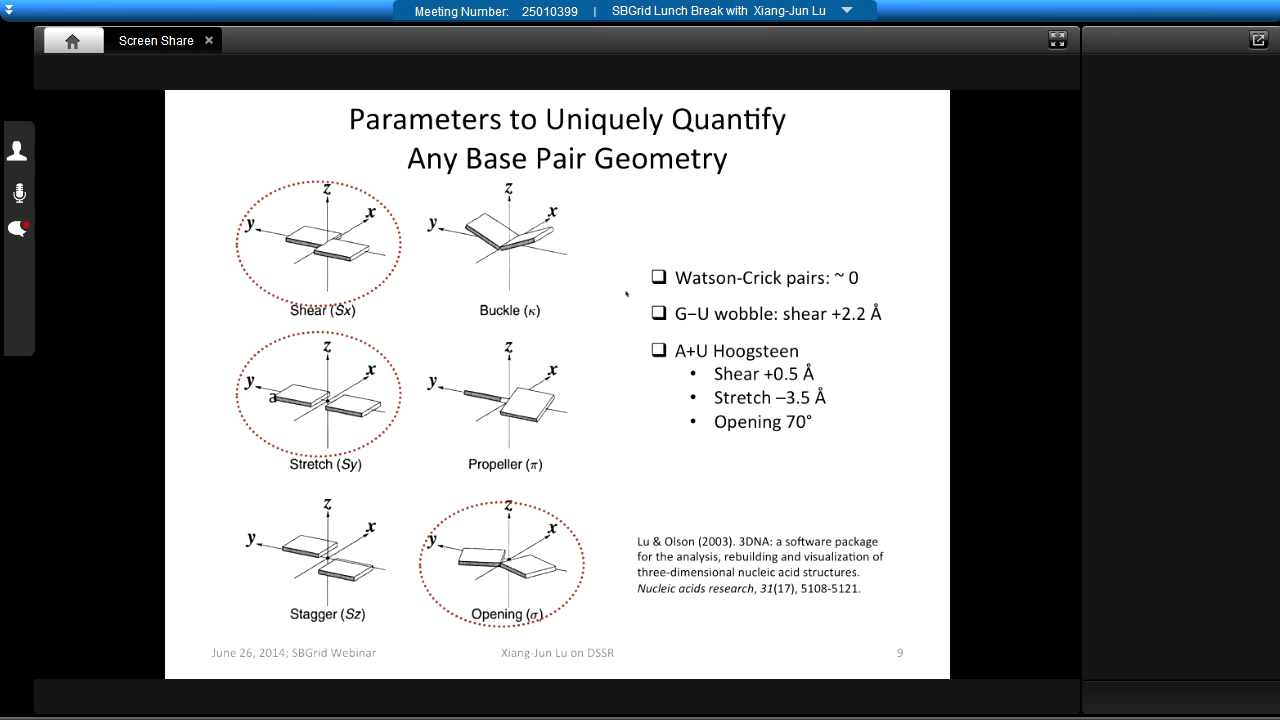 Meeting Number: 25010399 | SBGrid Lunch Break with Xiang-Jun Lu
Screen Share ×
Parameters to Uniquely Quantify
Any Base Pair Geometry
z
y
x
Shear (Sx)
z
y
x
Buckle (κ)
z
y
x
a
Stretch (Sy)
z
y
x
Propeller (π)
z
y
x
Stagger (Sz)
z
y
x
Opening (σ)
❑ Watson-Crick pairs: ~ 0
❑ G–U wobble: shear +2.2 Å
❑ A+U Hoogsteen
• Shear +0.5 Å
• Stretch –3.5 Å
• Opening 70°
Lu & Olson (2003). 3DNA: a software package
for the analysis, rebuilding and visualization of
three-dimensional nucleic acid structures.
Nucleic acids research, 31(17), 5108-5121.
June 26, 2014; SBGrid Webinar
Xiang-Jun Lu on DSSR
9